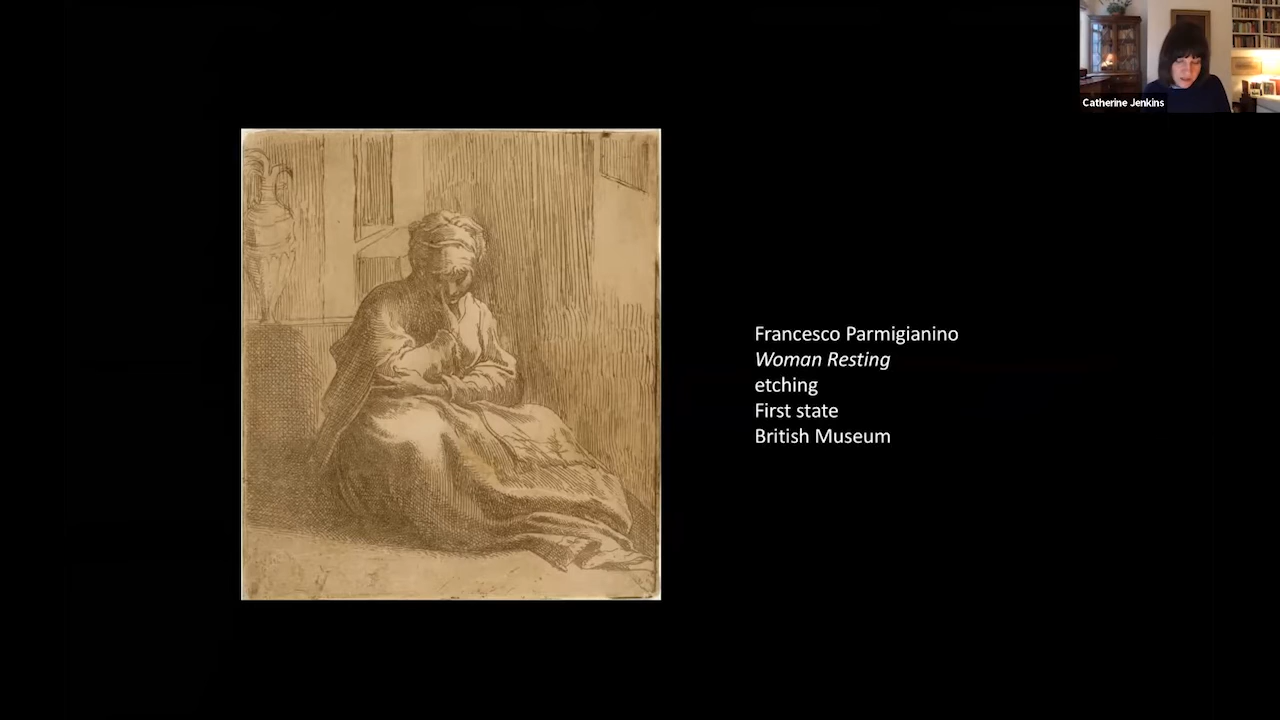 Catherine Jenkins
Francesco Parmigianino
Woman Resting
etching
First state
British Museum